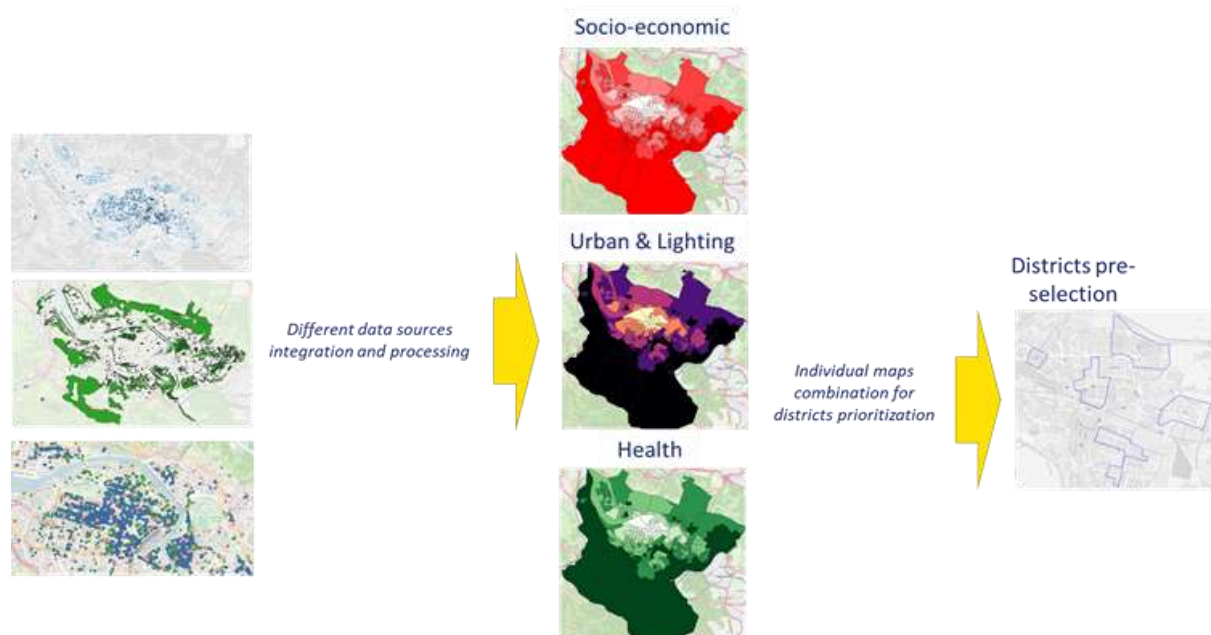 Socio-economic
Different data sources
integration and processing
Urban & Lighting
Health
Individual maps
combination for
districts prioritization
Districts pre-
selection